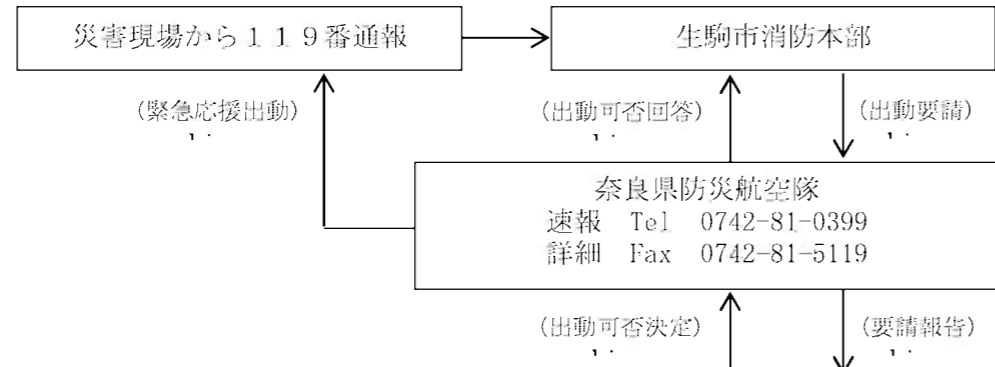 災害現場から１１９番通報
生駒市消防本部
(緊急応援出動)
(出動可否回答)
(出動要請)
奈良県防災航空隊
速報　Tel　0742-81-0399
詳細　Fax　0742-81-5119
(出動可否決定)
(要請報告)